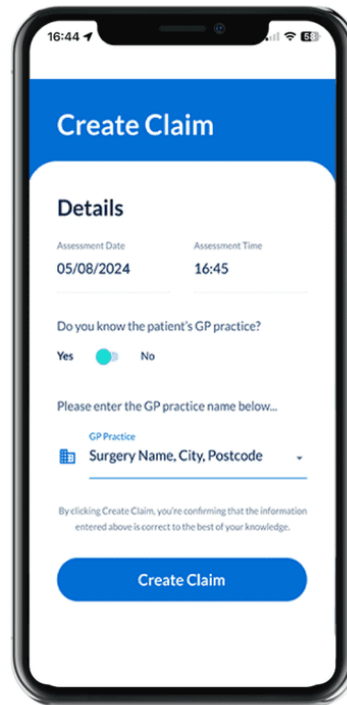 16:44
58
Create Claim
Details
Assessment Date Assessment Time
05/08/2024 16:45
Do you know the patient's GP practice?
Yes No
Please enter the GP practice name below...
GP Practice
Surgery Name, City, Postcode
By clicking Create Claim, you're confirming that the information
entered above is correct to the best of your knowledge.
Create Claim